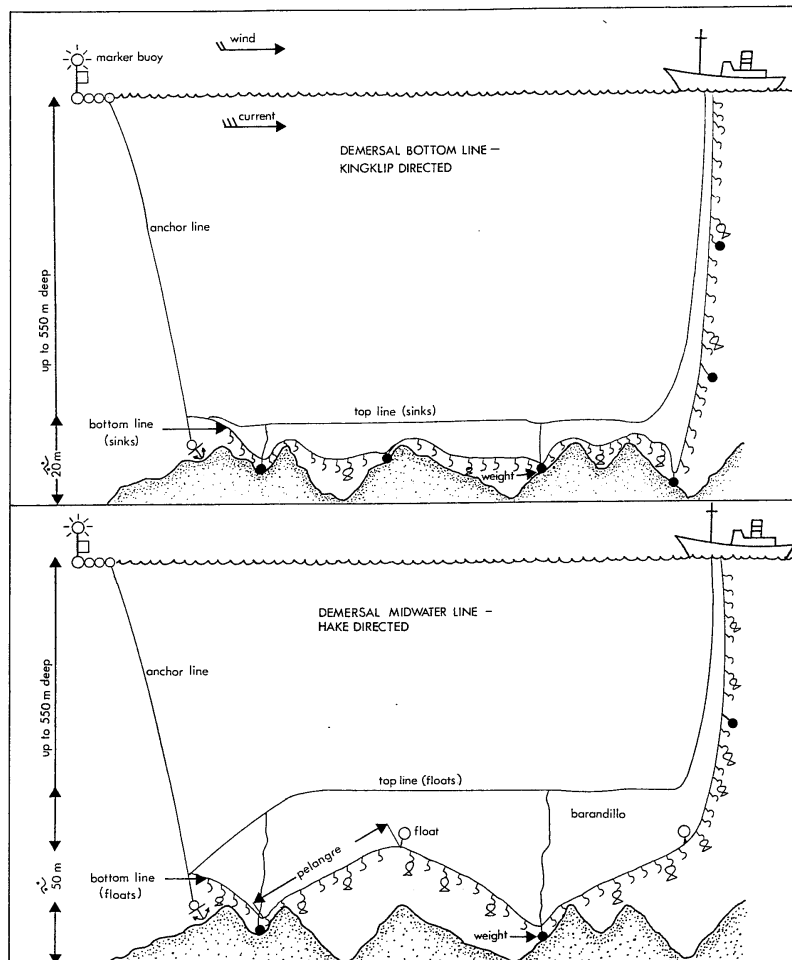 wind
marker buoy
current
DEMERSAL BOTTOM LINE –
KINGKLIP DIRECTED
anchor line
up to 550 m deep
top line (sinks)
bottom line
(sinks)
~ 20 m
weight
DEMERSAL MIDWATER LINE –
HAKE DIRECTED
anchor line
up to 550 m deep
top line (floats)
barandillo
float
pelangre
bottom line
(floats)
~ 50 m
weight